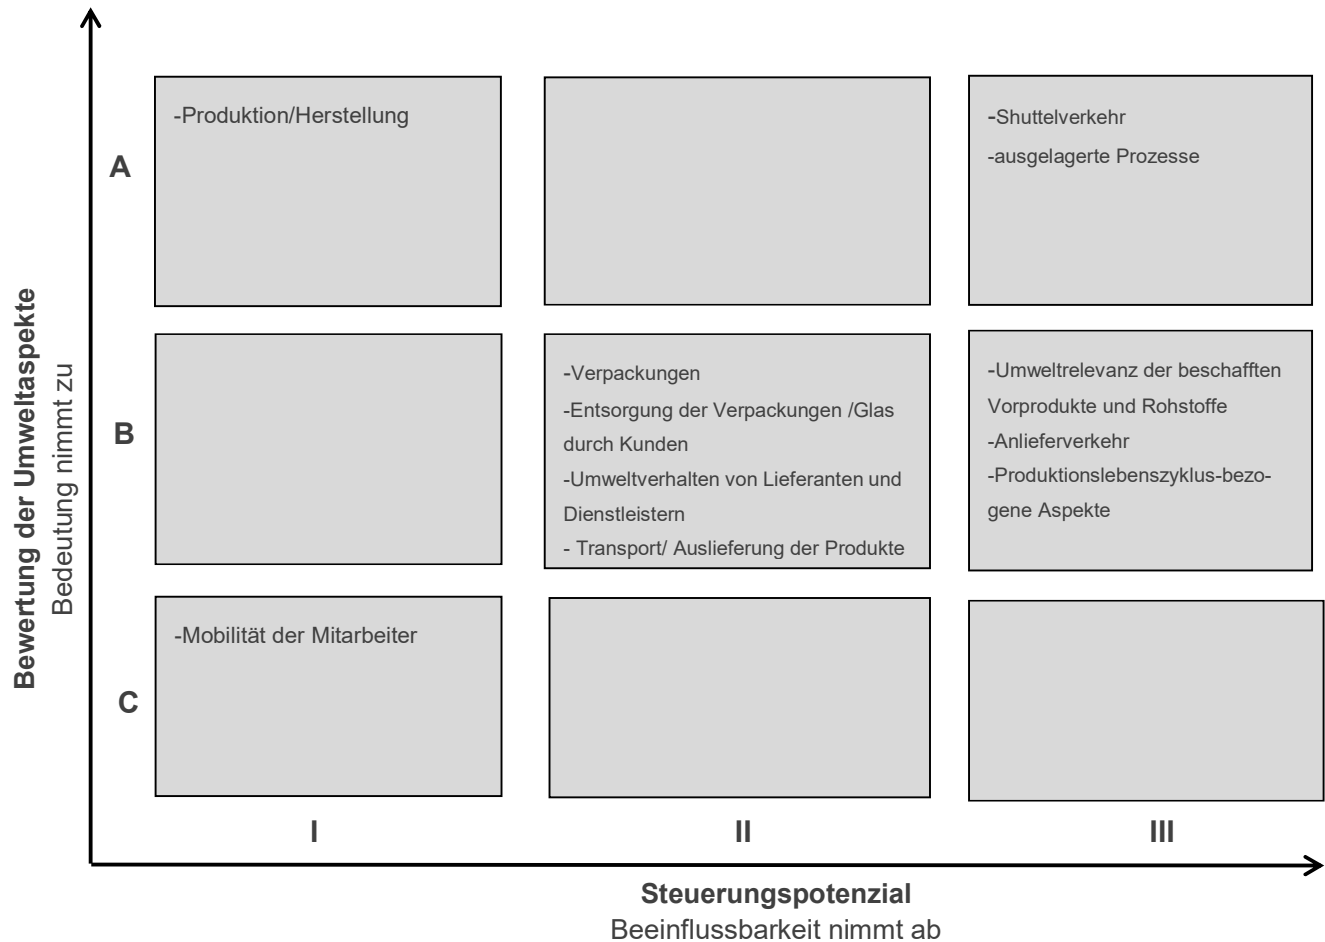 Bewertung der Umweltaspekte
Bedeutung nimmt zu
A
-Produktion/Herstellung
-Shuttelverkehr
-ausgelagerte Prozesse
B
-Verpackungen
-Entsorgung der Verpackungen /Glas
durch Kunden
-Umweltverhalten von Lieferanten und
Dienstleistern
- Transport/ Auslieferung der Produkte
-Umweltrelevanz der beschafften
Vorprodukte und Rohstoffe
-Anlieferverkehr
-Produktionslebenszyklus-bezo-
gene Aspekte
C
-Mobilität der Mitarbeiter
I
II
III
Steuerungspotenzial
Beeinflussbarkeit nimmt ab